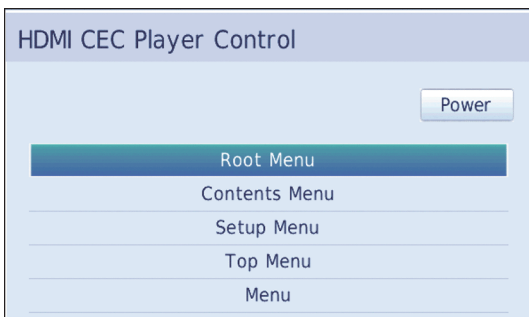 HDMI CEC Player Control
Power
Root Menu
Contents Menu
Setup Menu
Top Menu
Menu